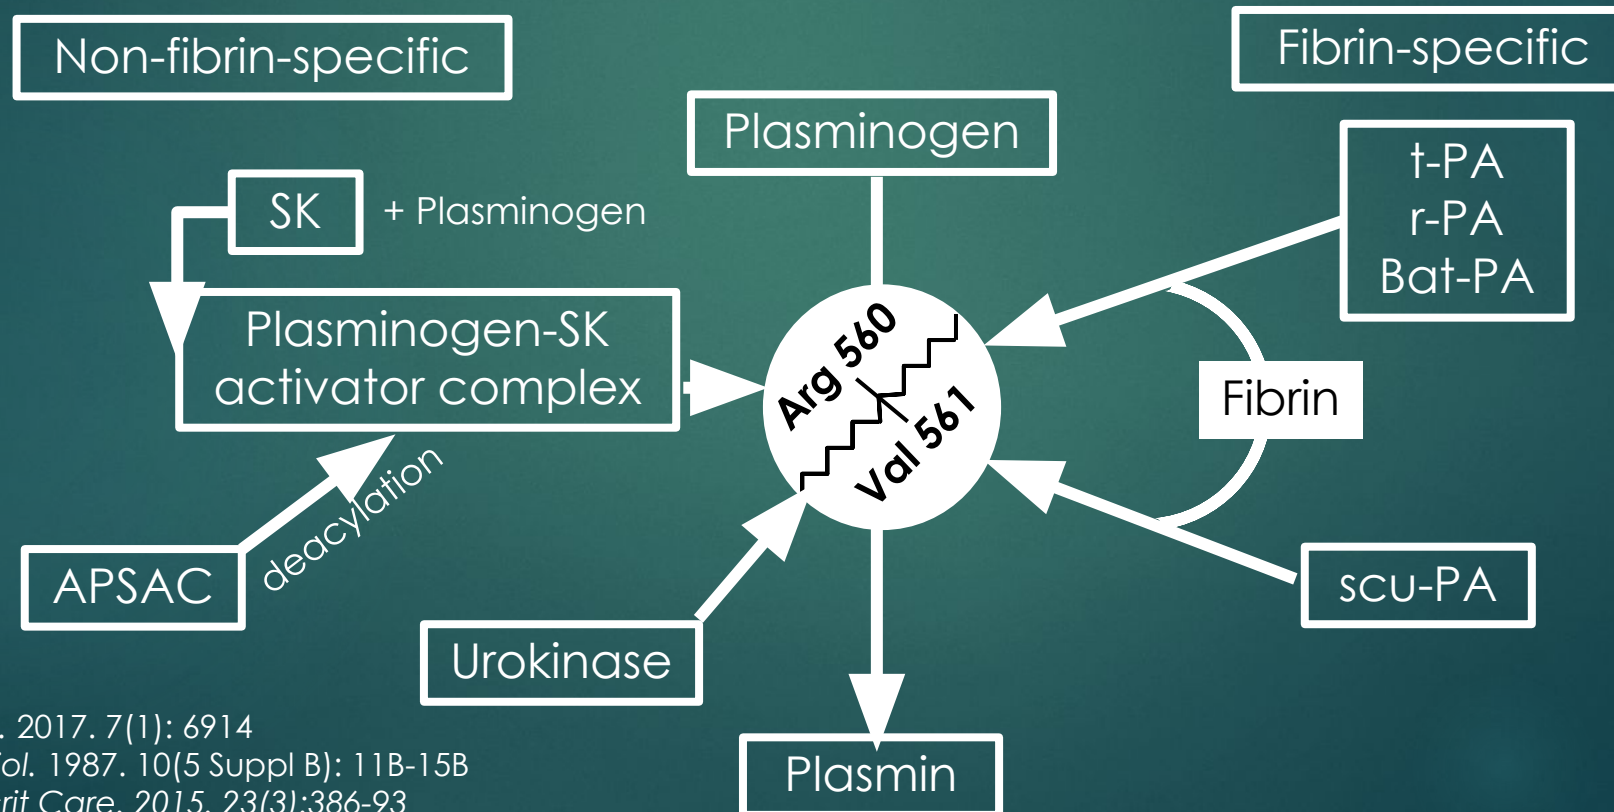 Non-fibrin-specific
Fibrin-specific
Plasminogen
t-PA
r-PA
Bat-PA
SK
+ Plasminogen
Plasminogen-SK
activator complex
Arg 560
Val 561
Fibrin
deacylation
APSAC
scu-PA
Urokinase
Plasmin
. 2017. 7(1): 6914
iol. 1987. 10(5 Suppl B): 11B-15B
rit Care. 2015. 23(3):386-93